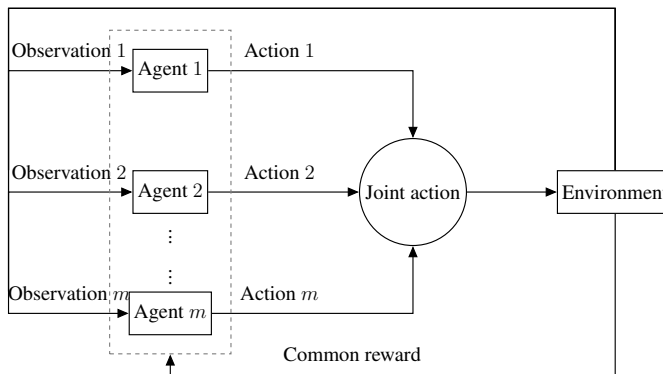 Observation 1
Action 1
Agent 1
Observation 2
Action 2
Agent 2
Joint action
Environment
⋮
⋮
Observation m
Action m
Agent m
Common reward